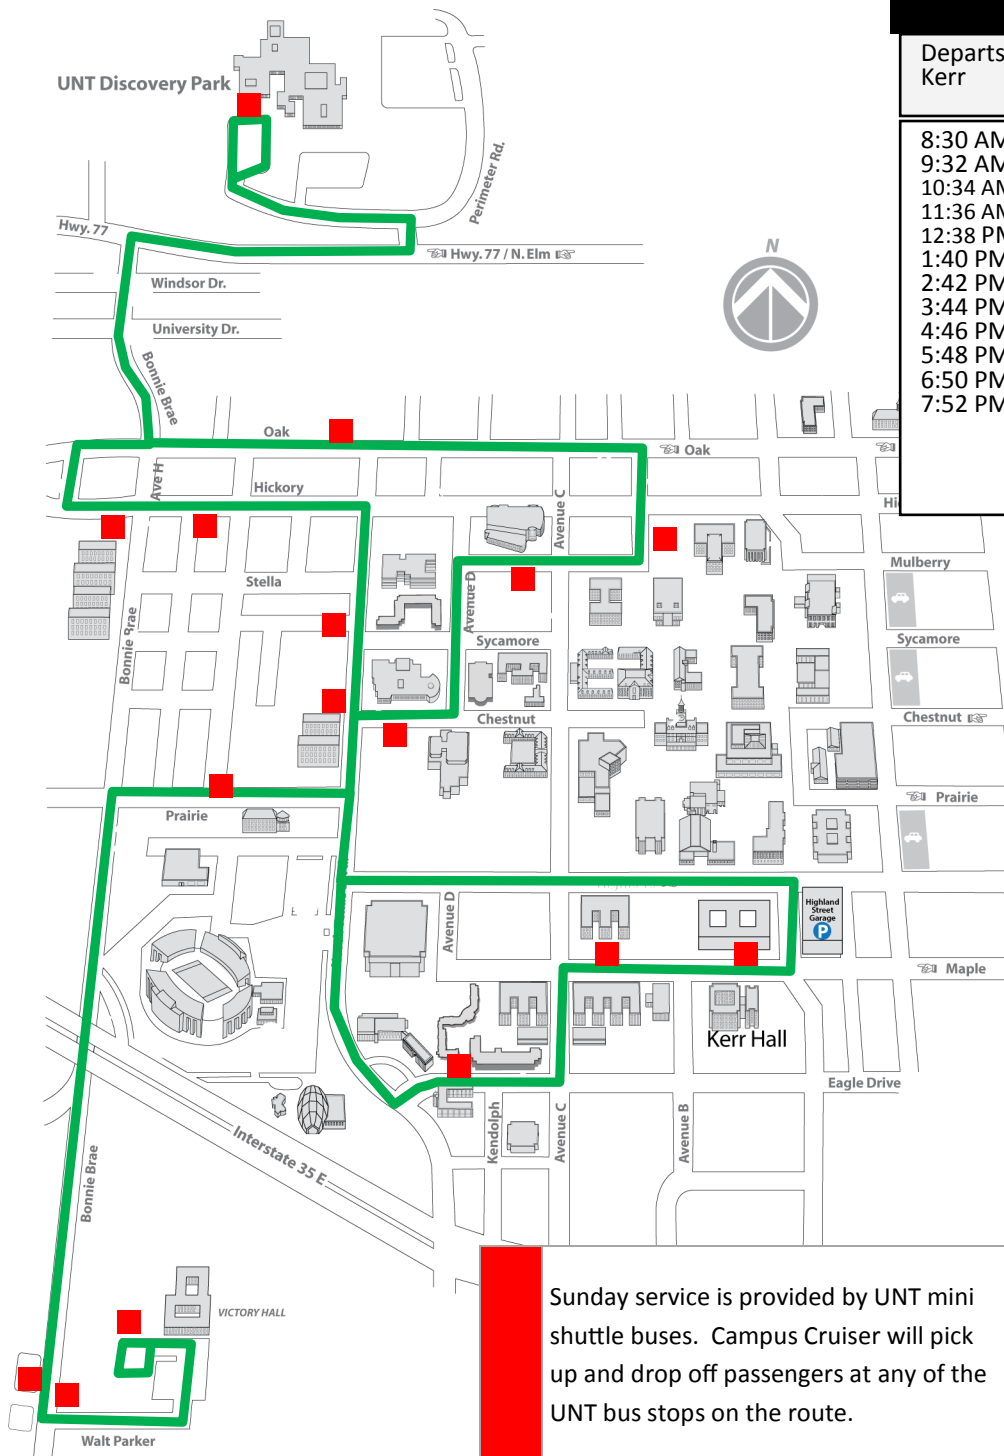 Departs
Kerr
8:30 AM
9:32 AM
10:34 AM
11:36 AM
12:38 PM
1:40 PM
2:42 PM
3:44 PM
4:46 PM
5:48 PM
6:50 PM
7:52 PM
UNT Discovery Park
Perimeter Rd.
Hwy. 77
Hwy. 77 / N. Elm
Windsor Dr.
University Dr.
N
Bonnie Brae
Oak
Oak
Ave H
Hickory
Avenue C
Stella
Mulberry
Avenue D
Bonnie Brae
Sycamore
Sycamore
Chestnut
Chestnut
Prairie
Prairie
Avenue D
Highland
Street
Garage
P
Maple
Kerr Hall
Eagle Drive
Kendolph
Avenue C
Avenue B
Interstate 35 E
Bonnie Brae
VICTORY HALL
Walt Parker
Sunday service is provided by UNT mini
shuttle buses. Campus Cruiser will pick
up and drop off passengers at any of the
UNT bus stops on the route.